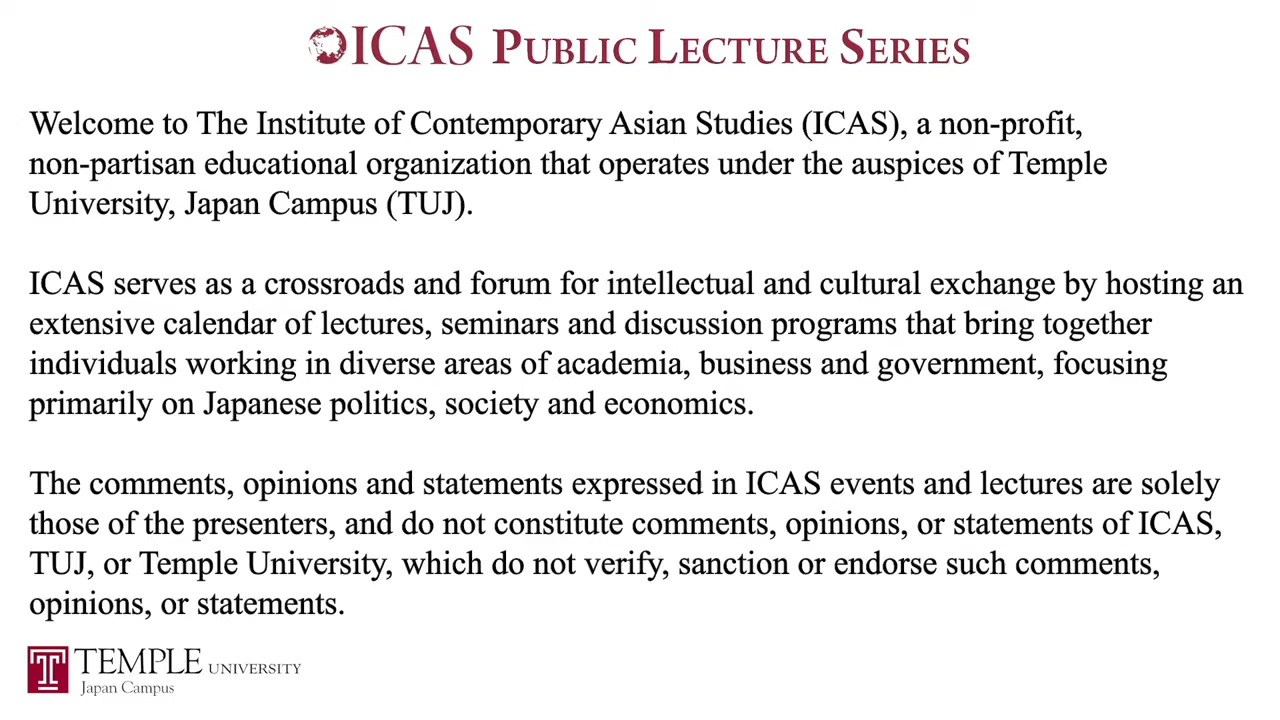 ICAS PUBLIC LECTURE SERIES
Welcome to The Institute of Contemporary Asian Studies (ICAS), a non-profit,
non-partisan educational organization that operates under the auspices of Temple
University, Japan Campus (TUJ).
ICAS serves as a crossroads and forum for intellectual and cultural exchange by hosting an
extensive calendar of lectures, seminars and discussion programs that bring together
individuals working in diverse areas of academia, business and government, focusing
primarily on Japanese politics, society and economics.
The comments, opinions and statements expressed in ICAS events and lectures are solely
those of the presenters, and do not constitute comments, opinions, or statements of ICAS,
TUJ, or Temple University, which do not verify, sanction or endorse such comments,
opinions, or statements.
TEMPLE UNIVERSITY
Japan Campus